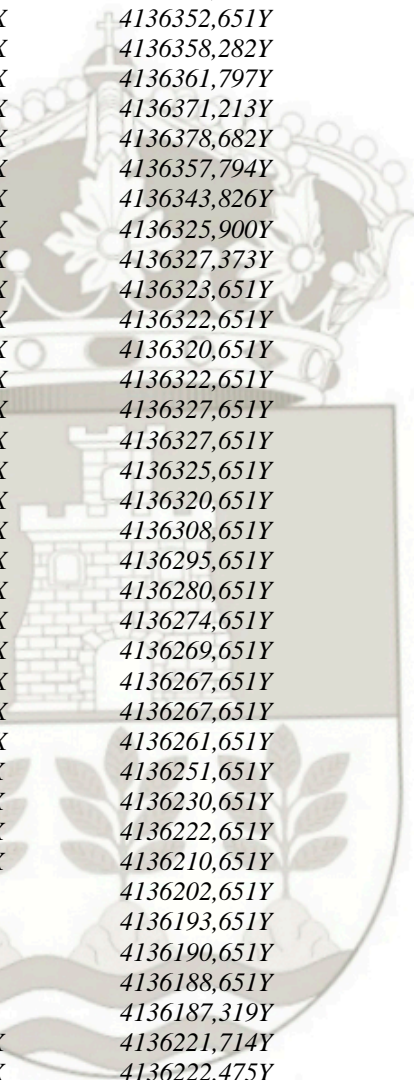 X 4136352,651Y
X 4136358,282Y
X 4136361,797Y
X 4136371,213Y
X 4136378,682Y
X 4136357,794Y
X 4136343,826Y
X 4136325,900Y
X 4136327,373Y
X 4136323,651Y
X 4136322,651Y
X 4136320,651Y
X 4136322,651Y
X 4136327,651Y
X 4136327,651Y
X 4136325,651Y
X 4136320,651Y
X 4136308,651Y
X 4136295,651Y
X 4136280,651Y
X 4136274,651Y
X 4136269,651Y
X 4136267,651Y
X 4136267,651Y
X 4136261,651Y
X 4136251,651Y
X 4136230,651Y
X 4136222,651Y
X 4136210,651Y
4136202,651Y
4136193,651Y
4136190,651Y
4136188,651Y
4136187,319Y
X 4136221,714Y
X 4136222,475Y